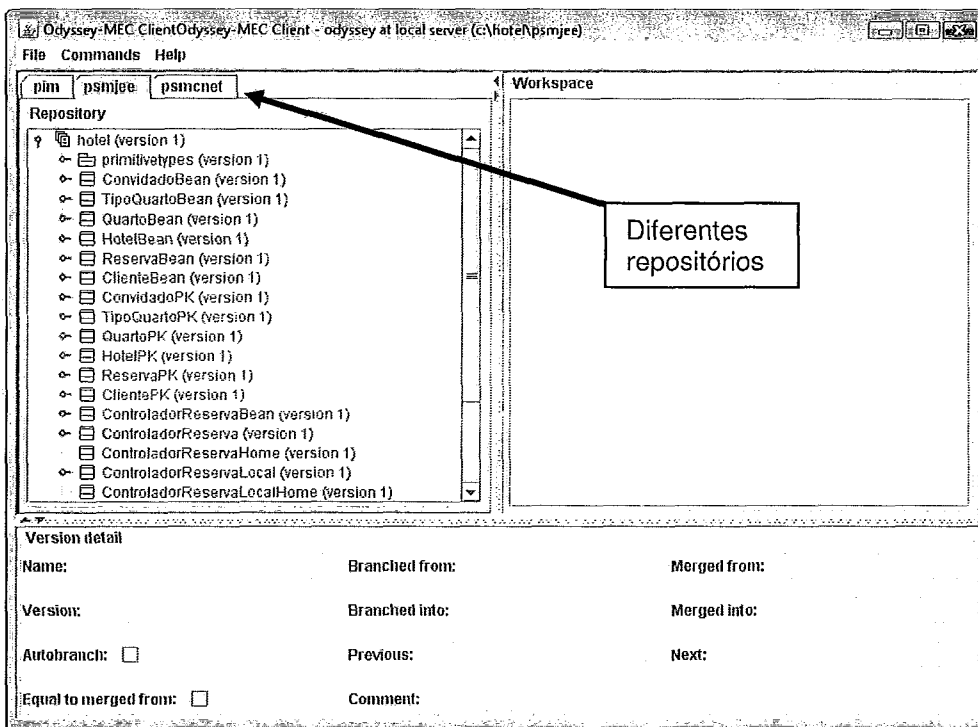 Odyssey-MEC ClientOdyssey-MEC Client - odyssey at local server (c:\hotel\psmjee)
File Commands Help
pim psmjee psmcnet
Workspace
Repository
hotel (version 1)
primitivetypes (version 1)
ConvidadoBean (version 1)
TipoQuartoBean (version 1)
QuartoBean (version 1)
HotelBean (version 1)
ReservaBean (version 1)
ClienteBean (version 1)
ConvidadoPK (version 1)
TipoQuartoPK (version 1)
QuartoPK (version 1)
HotelPK (version 1)
ReservaPK (version 1)
ClientePK (version 1)
ControladorReservaBean (version 1)
ControladorReserva (version 1)
ControladorReservaHome (version 1)
ControladorReservaLocal (version 1)
ControladorReservaLocalHome (version 1)
Diferentes
repositórios
Version detail
Name: Branched from: Merged from:
Version: Branched into: Merged into:
Autobranch: Previous: Next:
Equal to merged from: Comment: